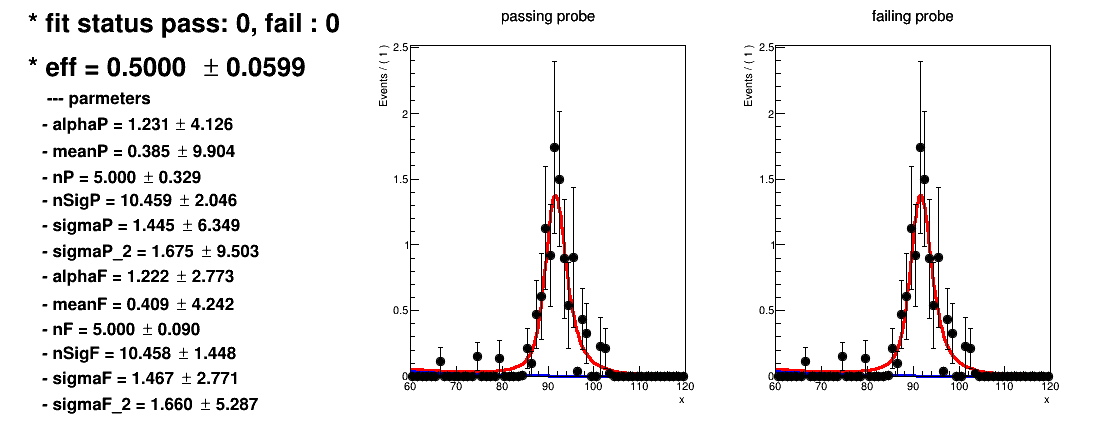 * fit status pass: 0, fail : 0
* eff = 0.5000 ± 0.0599
--- parmeters
- alphaP = 1.231 ± 4.126
- meanP = 0.385 ± 9.904
- nP = 5.000 ± 0.329
- nSigP = 10.459 ± 2.046
- sigmaP = 1.445 ± 6.349
- sigmaP_2 = 1.675 ± 9.503
- alphaF = 1.222 ± 2.773
- meanF = 0.409 ± 4.242
- nF = 5.000 ± 0.090
- nSigF = 10.458 ± 1.448
- sigmaF = 1.467 ± 2.771
- sigmaF_2 = 1.660 ± 5.287
passing probe
Events / ( 1 )
2.5
2
1.5
1
0.5
0
60 70 80 90 100 110 120
x
failing probe
Events / ( 1 )
2.5
2
1.5
1
0.5
0
60 70 80 90 100 110 120
x